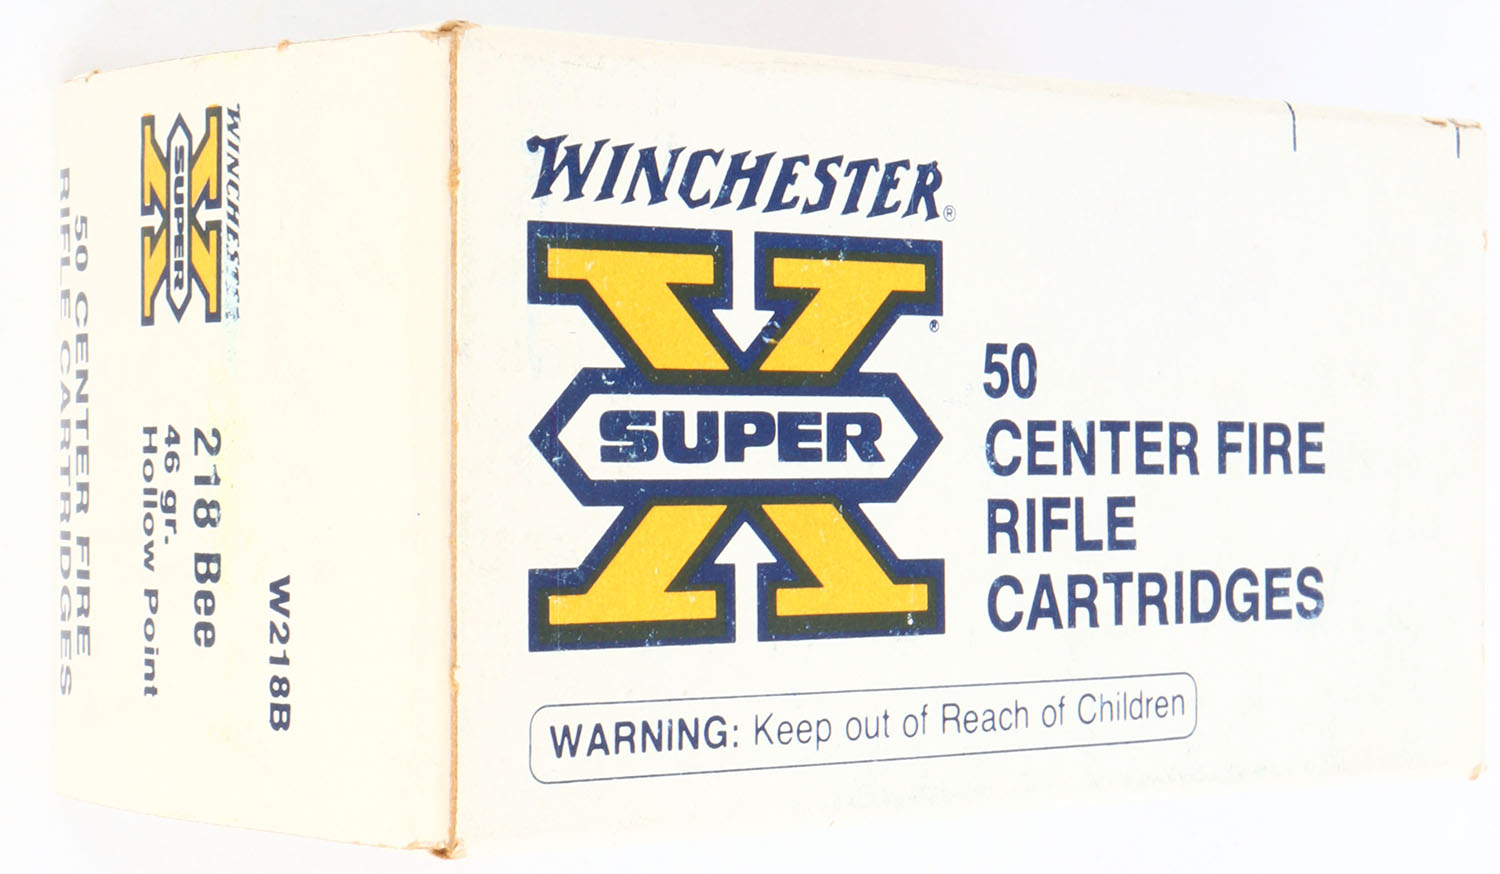 WINCHESTER®
SUPER
X®
50
CENTER FIRE
RIFLE
CARTRIDGES
WARNING: Keep out of Reach of Children
WINCHESTER
SUPER
X
50 CENTER FIRE
RIFLE CARTRIDGES
218 Bee
46 gr.
Hollow Point
W218B